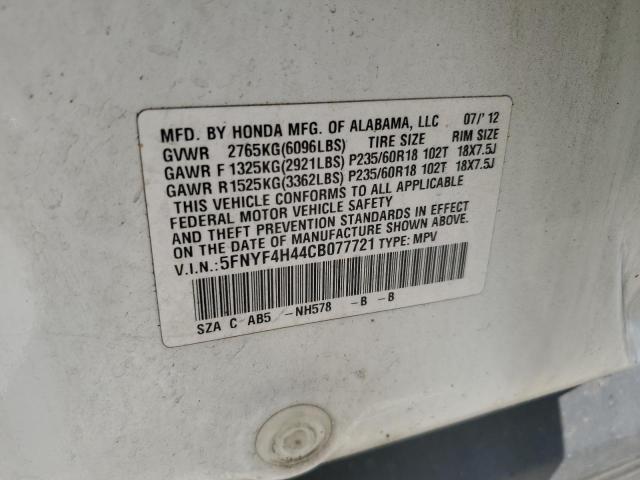 MFD. BY HONDA MFG. OF ALABAMA, LLC 07/'12
GVWR 2765KG(6096LBS) TIRE SIZE RIM SIZE
GAWR F 1325KG(2921LBS) P235/60R18 102T 18X7.5J
GAWR R 1525KG(3362LBS) P235/60R18 102T 18X7.5J
THIS VEHICLE CONFORMS TO ALL APPLICABLE
FEDERAL MOTOR VEHICLE SAFETY
AND THEFT PREVENTION STANDARDS IN EFFECT
ON THE DATE OF MANUFACTURE SHOWN ABOVE.
V.I.N.:5FNYF4H44CB077721 TYPE: MPV
SZA C AB5 -NH578 -B -B